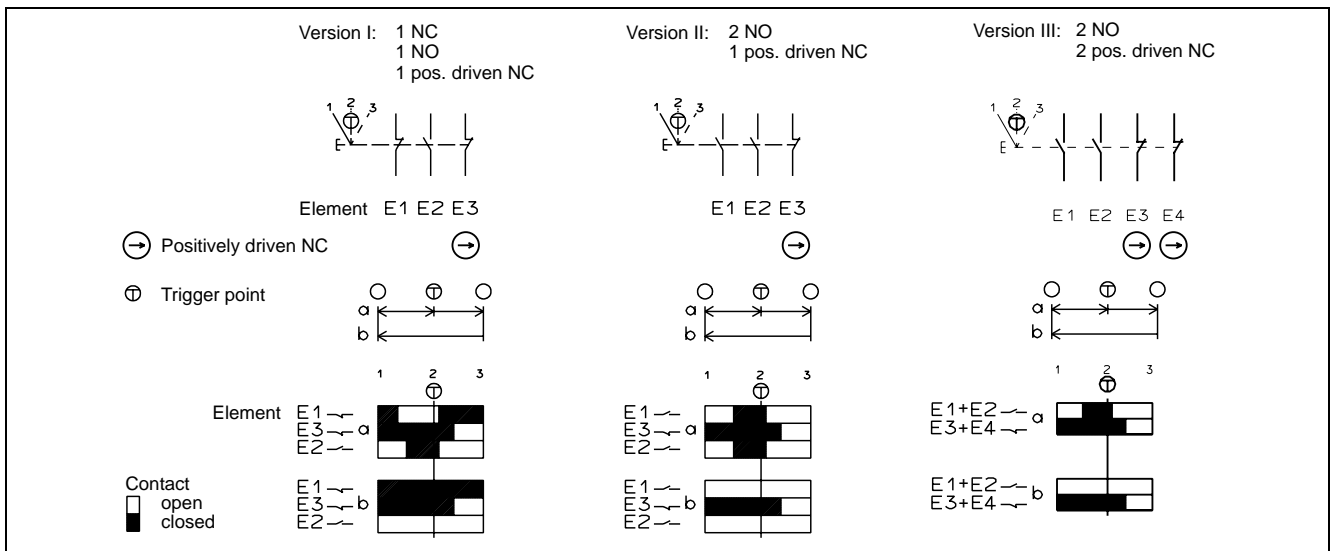 Version I: 1 NC
1 NO
1 pos. driven NC
Version II: 2 NO
1 pos. driven NC
Version III: 2 NO
2 pos. driven NC
1 2 3
T
E
1 2 3
T
E
1 2 3
T
E
Element E1 E2 E3
E1 E2 E3
E1 E2 E3 E4
Positively driven NC
T Trigger point
T
T
T
a
b
a
b
a
b
1 2 3
T
1 2 3
T
1 2 3
T
Element E1
E3 a
E2
E1
E3 a
E2
E1+E2 a
E3+E4
E1
E3 b
E2
E1
E3 b
E2
E1+E2 b
E3+E4
Contact
open
closed